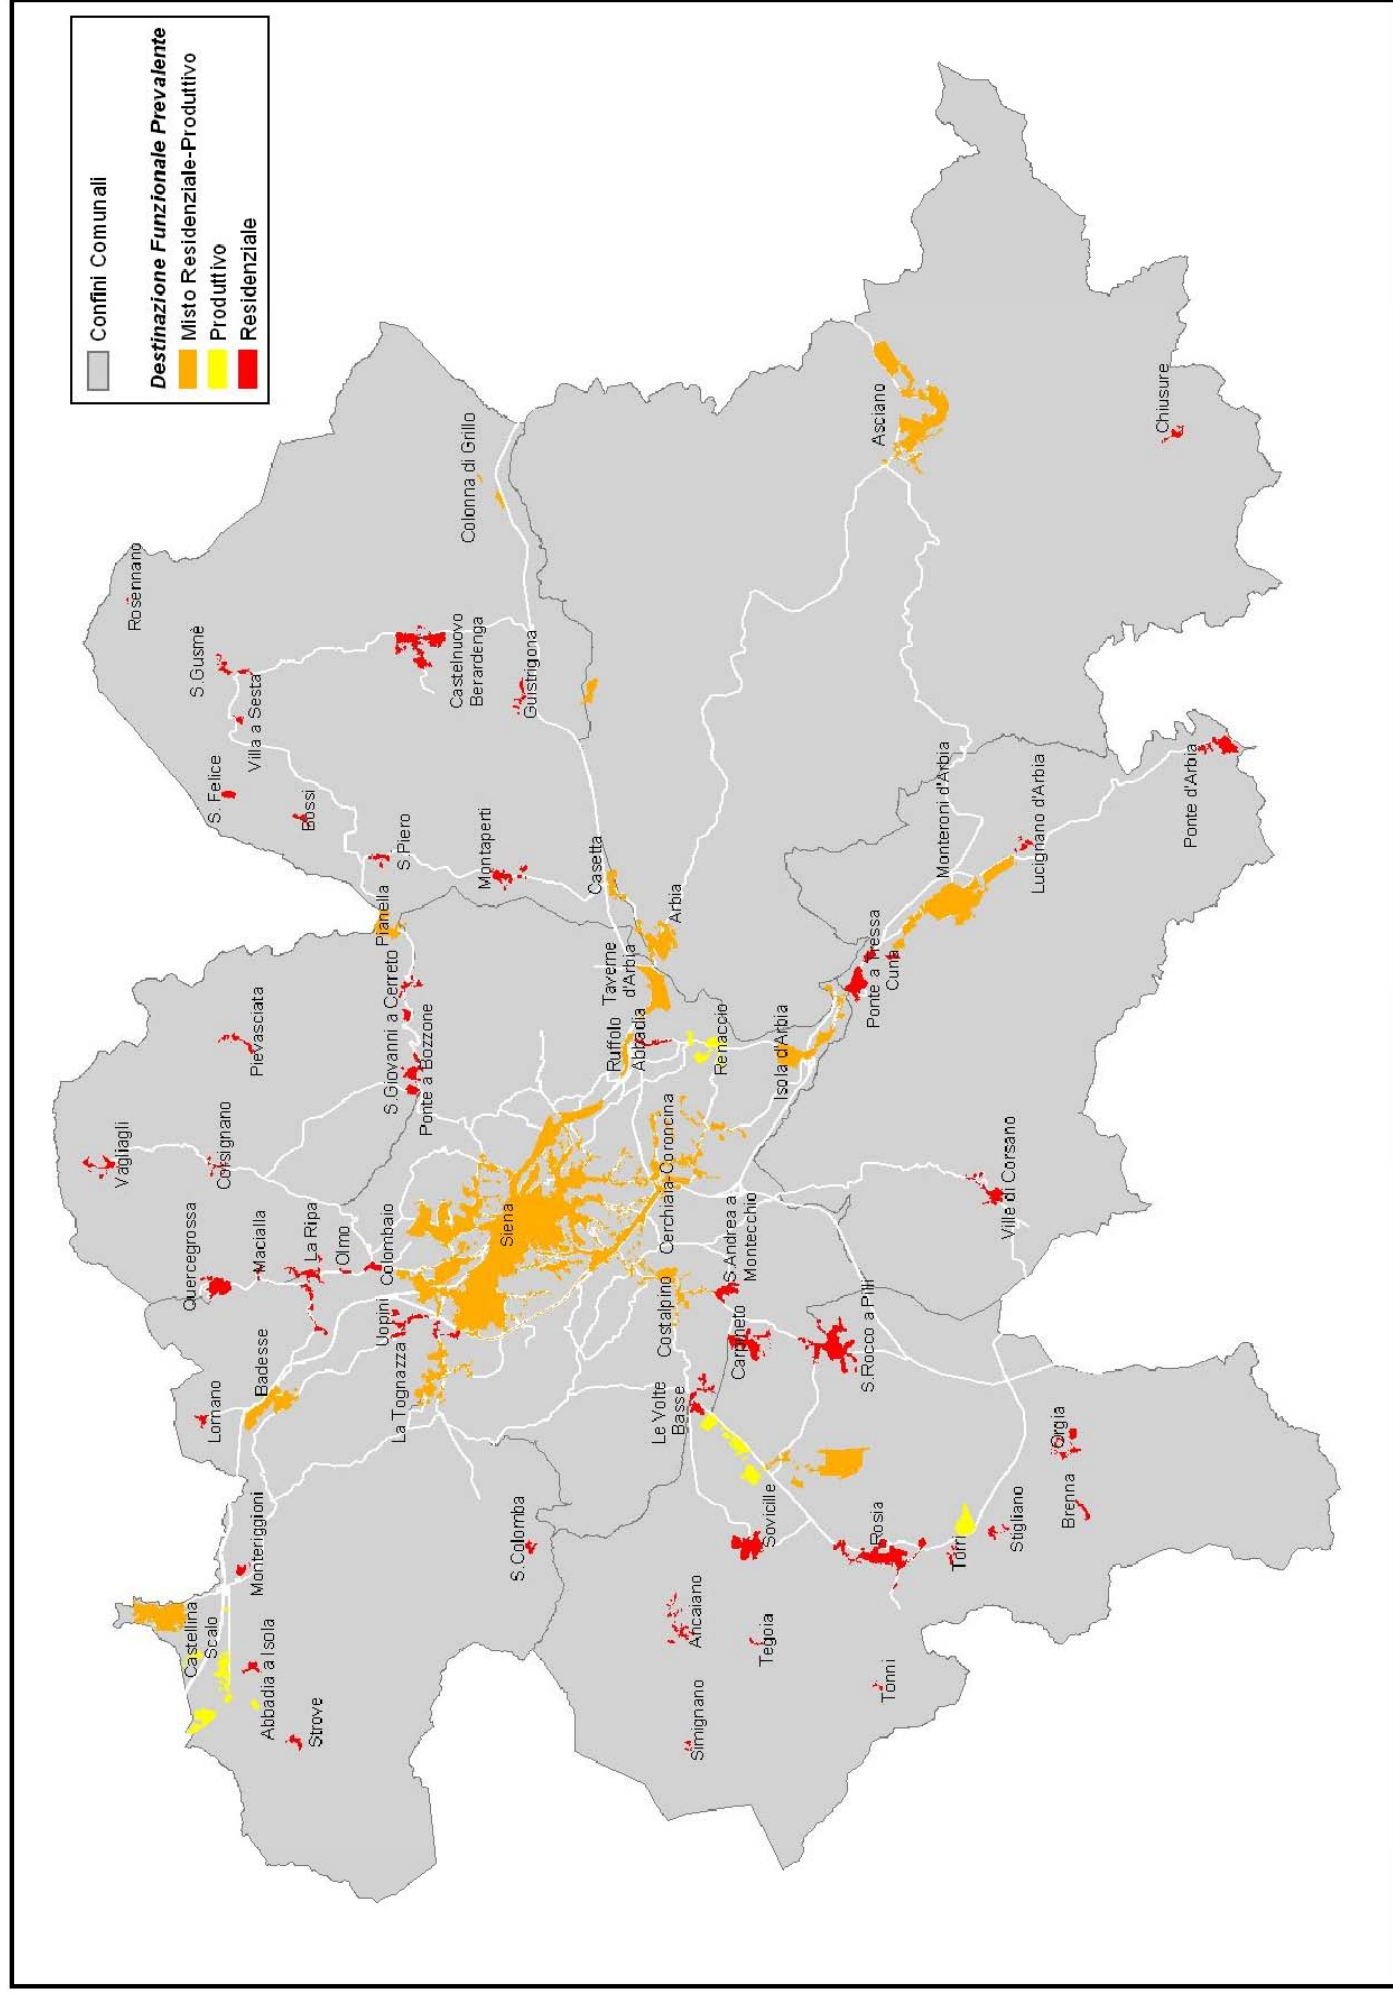 Confini Comunali
Destinazione Funzionale Prevalente
Misto Residenziale-Produttivo
Produttivo
Residenziale
Rosennano
S.Gusmè
Villa a Sesta
S. Felice
Bossi
Colonna di Grillo
Castelnuovo
Berardenga
Guistrigona
S.Piero
Montaperti
Pianella
Casetta
Arbia
Asciano
Chiusure
Vagliagli
Corsignano
Pievasciata
S.Giovanni a Cerreto
Ponte a Bozzone
Taverne
d'Arbia
Ruffolo
Abbadia
Renaccio
Isola d'Arbia
Ponte a Tressa
Cuna
Monteroni d'Arbia
Lucignano d'Arbia
Ponte d'Arbia
Quercegrossa
Macialla
La Ripa
Olmo
Colombaio
Siena
Cerchiaia-Coroncina
S.Andrea a
Montecchio
Ville di Corsano
Lornano
Badesse
Uopini
La Tognazza
Costalpino
Carpineto
S.Rocco a Pilli
Le Volte
Basse
Castellina
Scalo
Monteriggioni
Abbadia a Isola
Strove
S.Colomba
Sovicille
Rosia
Torri
Stigliano
Orgia
Brenna
Ancaiano
Tegoia
Simignano
Tonni